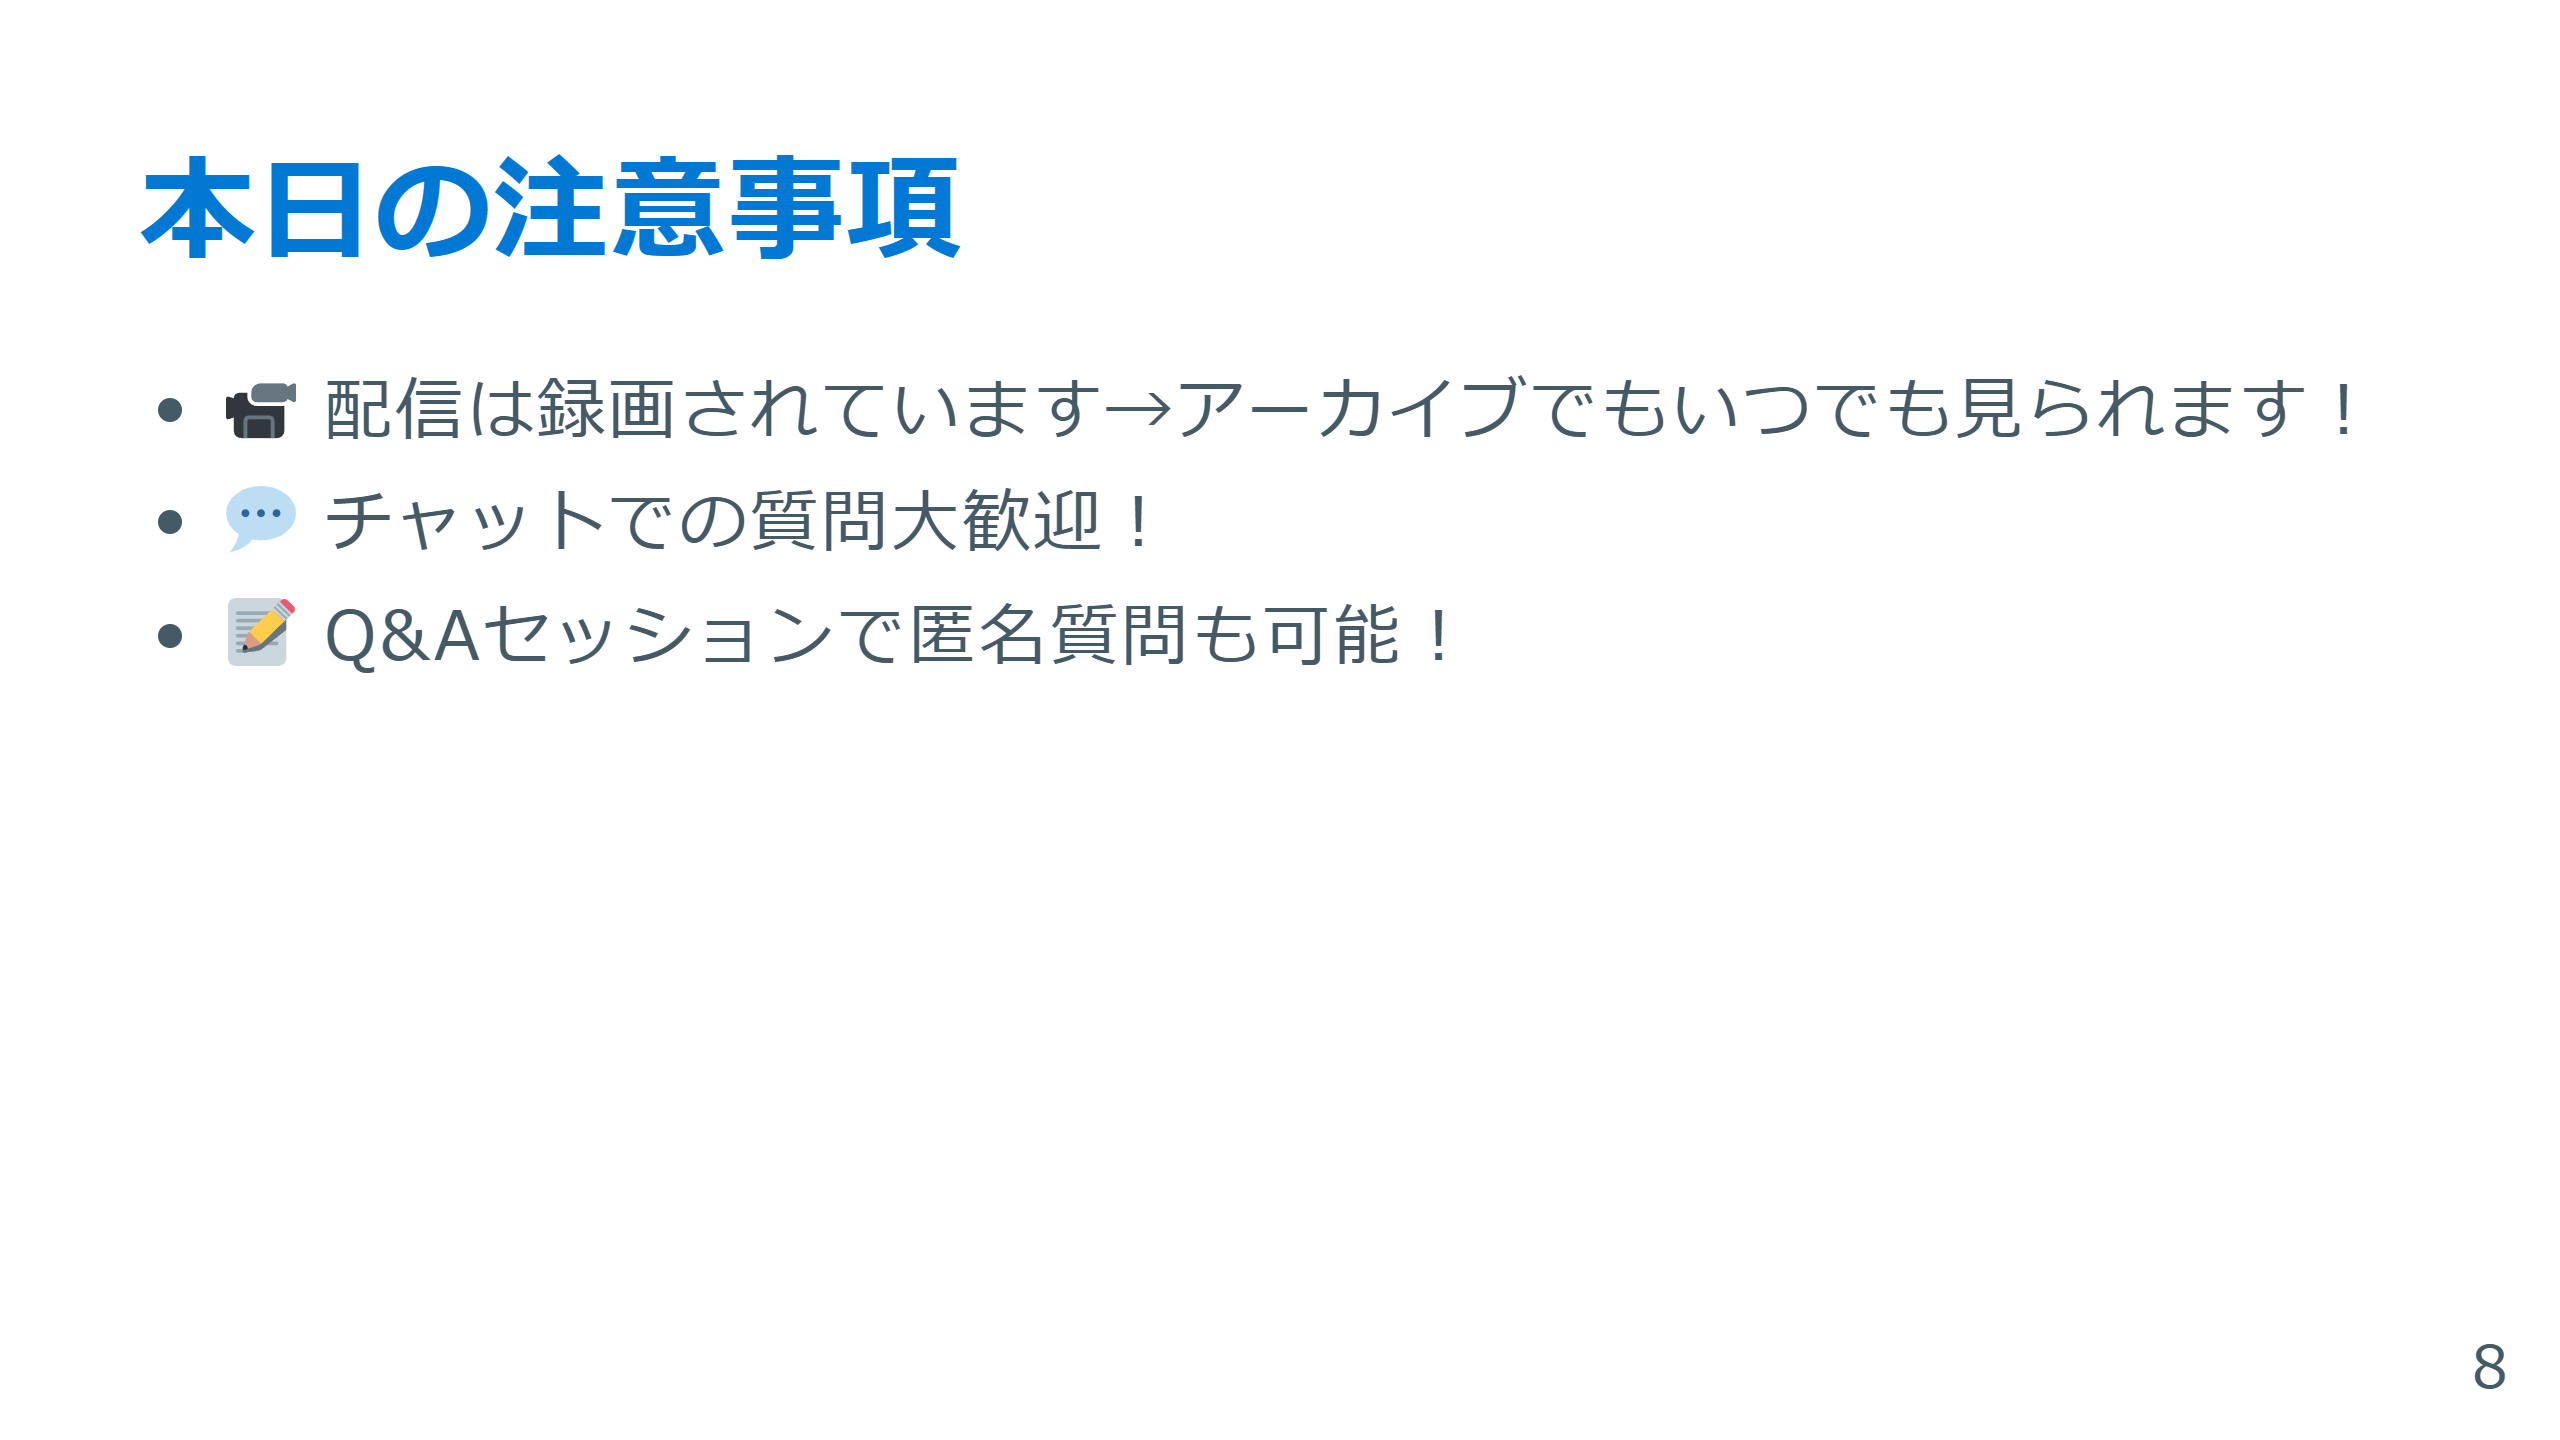 本日の注意事項
• 📹 配信は録画されています→アーカイブでもいつでも見られます！
• 💬 チャットでの質問大歓迎！
• 📝 Q&Aセッションで匿名質問も可能！
8